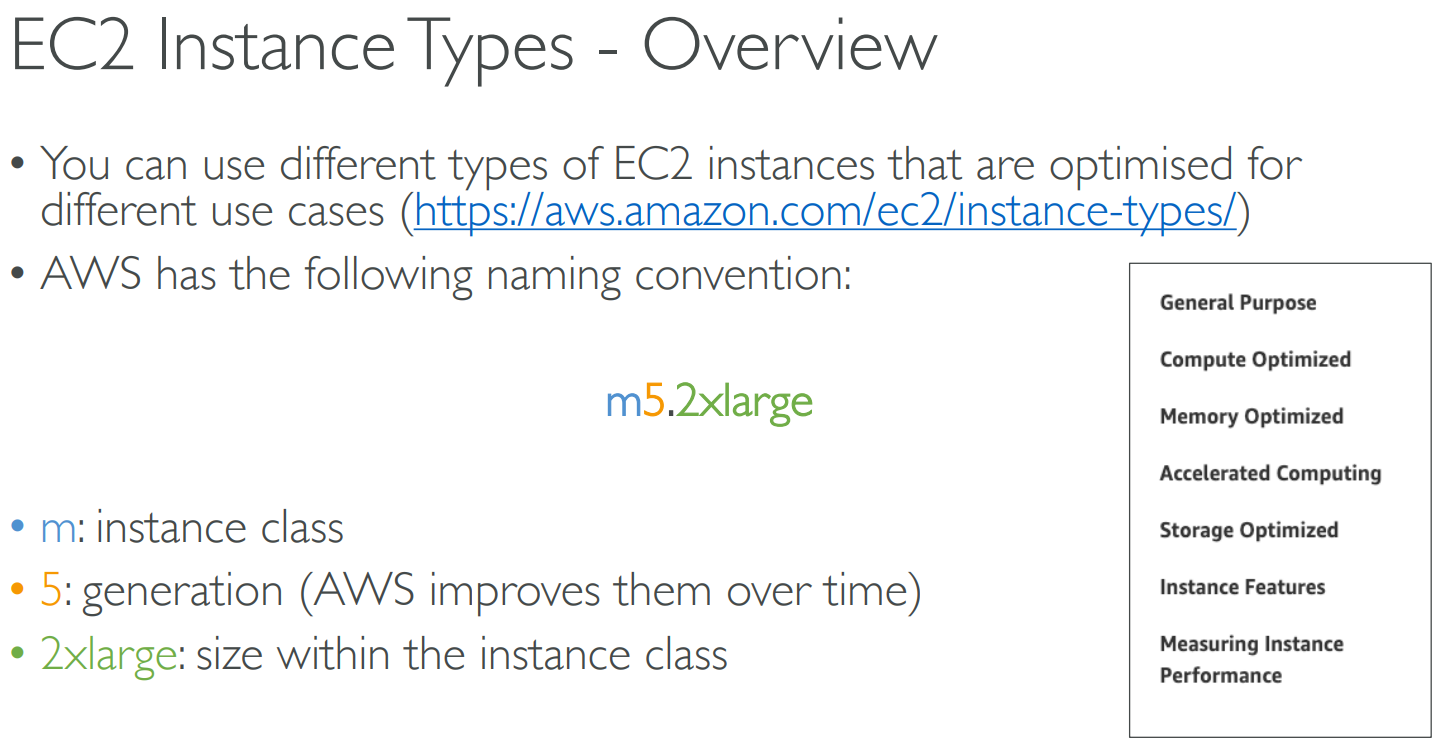 EC2 Instance Types - Overview
• You can use different types of EC2 instances that are optimised for
different use cases (https://aws.amazon.com/ec2/instance-types/)
• AWS has the following naming convention:
m5.2xlarge
• m: instance class
• 5: generation (AWS improves them over time)
• 2xlarge: size within the instance class
General Purpose
Compute Optimized
Memory Optimized
Accelerated Computing
Storage Optimized
Instance Features
Measuring Instance
Performance